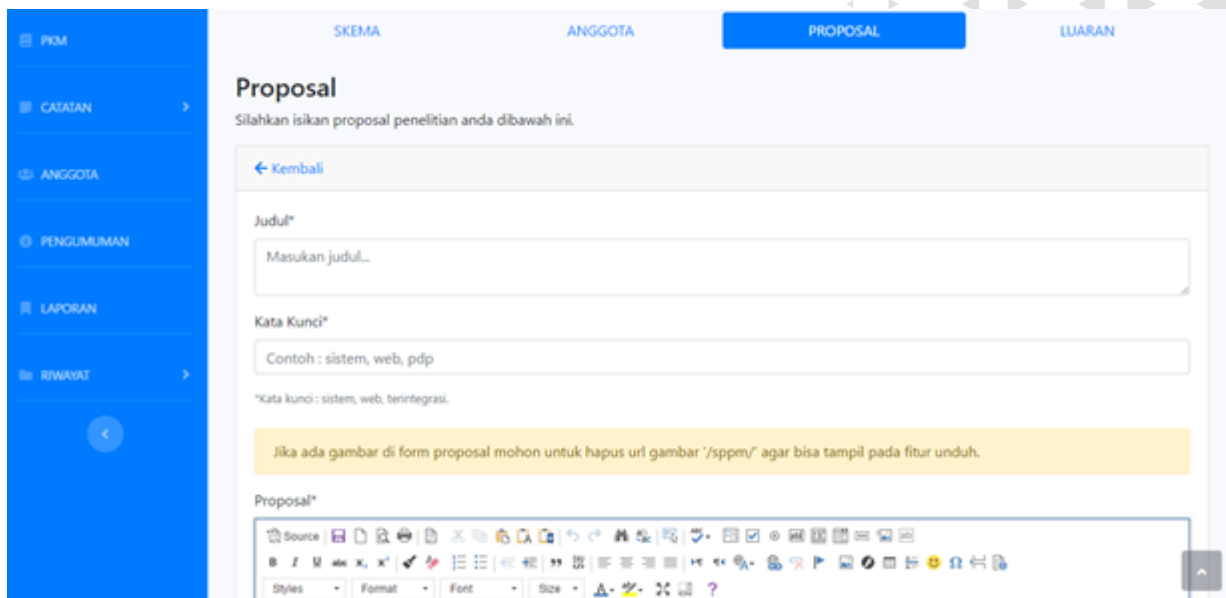 PKM
CATATAN
ANGGOTA
PENGUMUMAN
LAPORAN
RIWAYAT
SKEMA ANGGOTA PROPOSAL LUARAN
Proposal
Silahkan isikan proposal penelitian anda dibawah ini.
Kembali
Judul*
Masukan judul...
Kata Kunci*
Contoh : sistem, web, pdp
*Kata kunci : sistem, web, terintegrasi.
Jika ada gambar di form proposal mohon untuk hapus url gambar '/sppm/' agar bisa tampil pada fitur unduh.
Proposal*
Source
B I U abc x, x'
Styles Format Font Size A ?